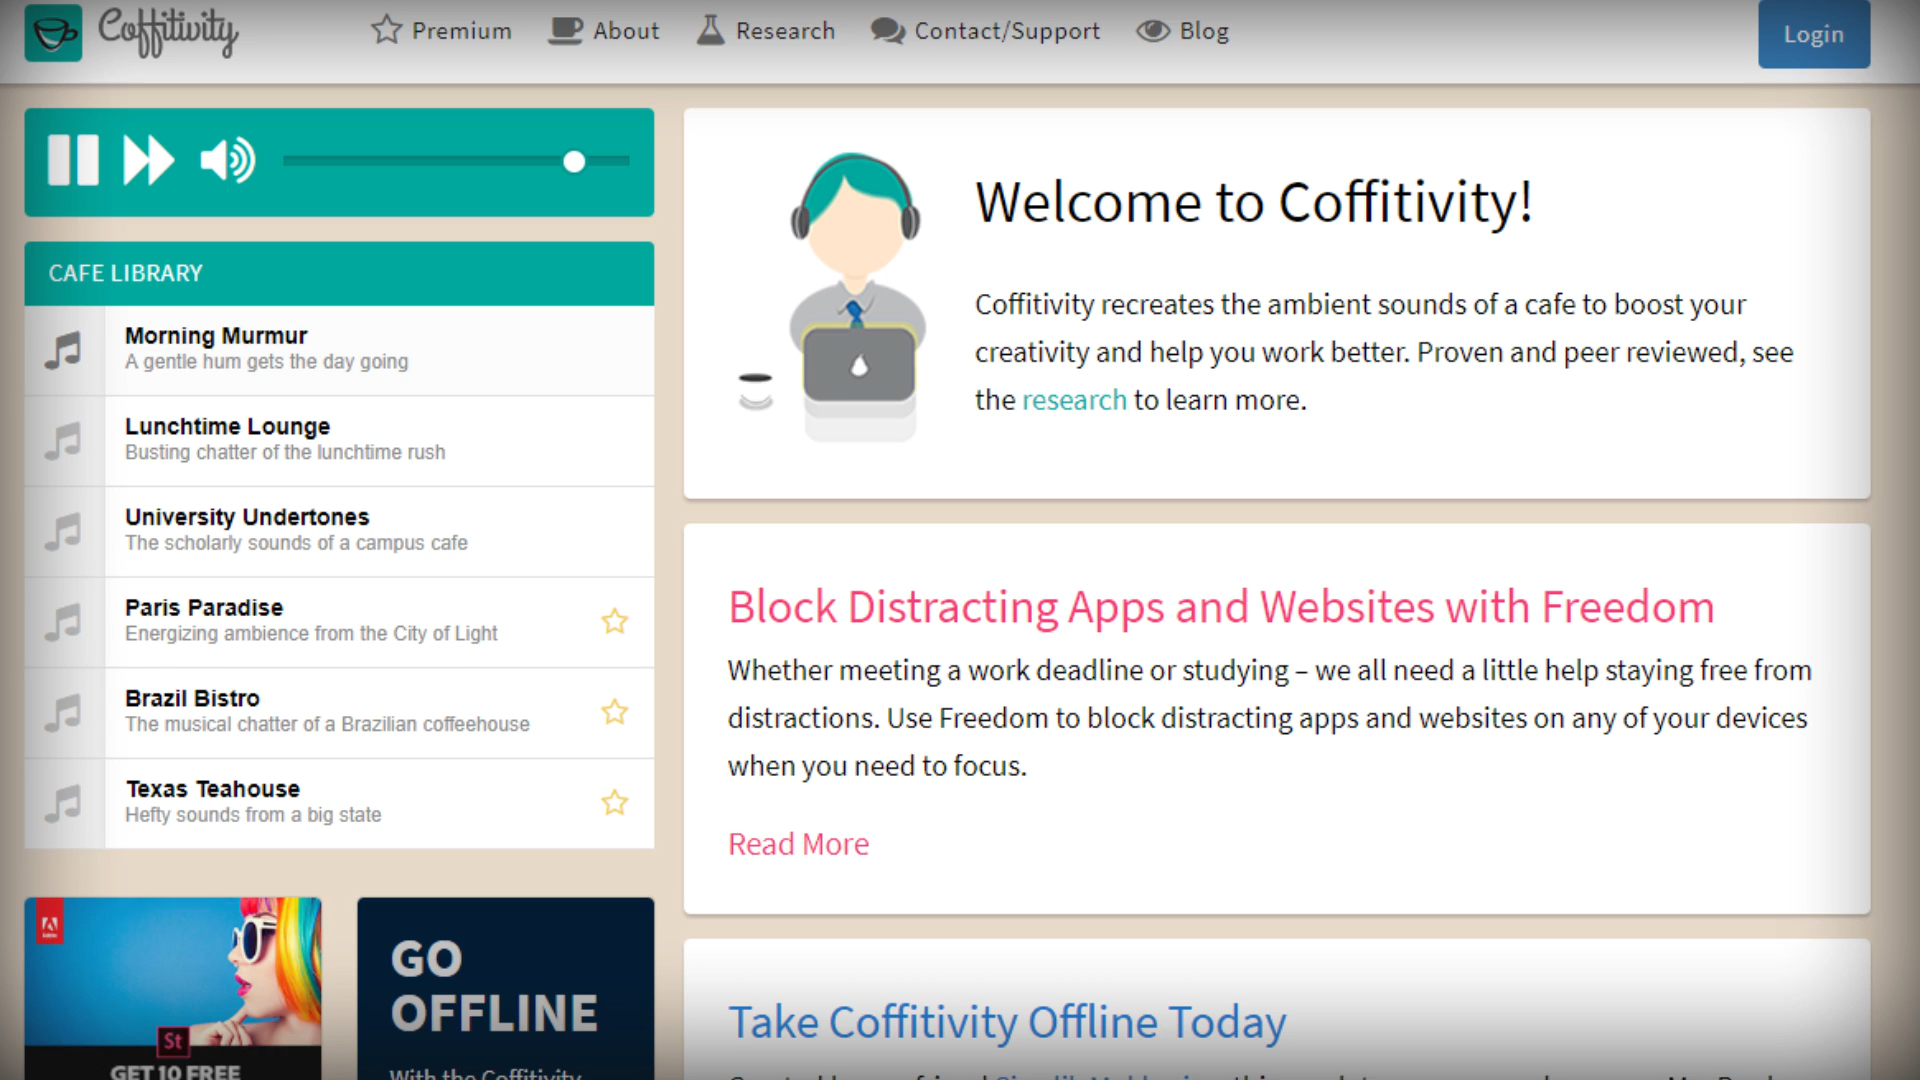 Coffitivity
Premium
About
Research
Contact/Support
Blog
Login
CAFE LIBRARY
Morning Murmur
A gentle hum gets the day going
Lunchtime Lounge
Busting chatter of the lunchtime rush
University Undertones
The scholarly sounds of a campus cafe
Paris Paradise
Energizing ambience from the City of Light
Brazil Bistro
The musical chatter of a Brazilian coffeehouse
Texas Teahouse
Hefty sounds from a big state
Adobe
St
GET 10 FREE
GO
OFFLINE
With the Coffitivity
Welcome to Coffitivity!
Coffitivity recreates the ambient sounds of a cafe to boost your
creativity and help you work better. Proven and peer reviewed, see
the research to learn more.
Block Distracting Apps and Websites with Freedom
Whether meeting a work deadline or studying – we all need a little help staying free from
distractions. Use Freedom to block distracting apps and websites on any of your devices
when you need to focus.
Read More
Take Coffitivity Offline Today